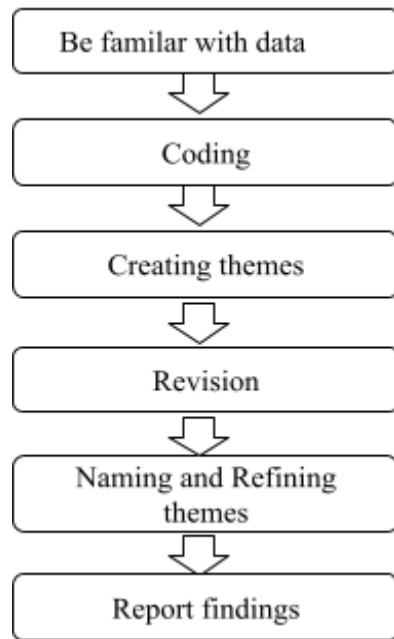 Be familar with data
Coding
Creating themes
Revision
Naming and Refining
themes
Report findings